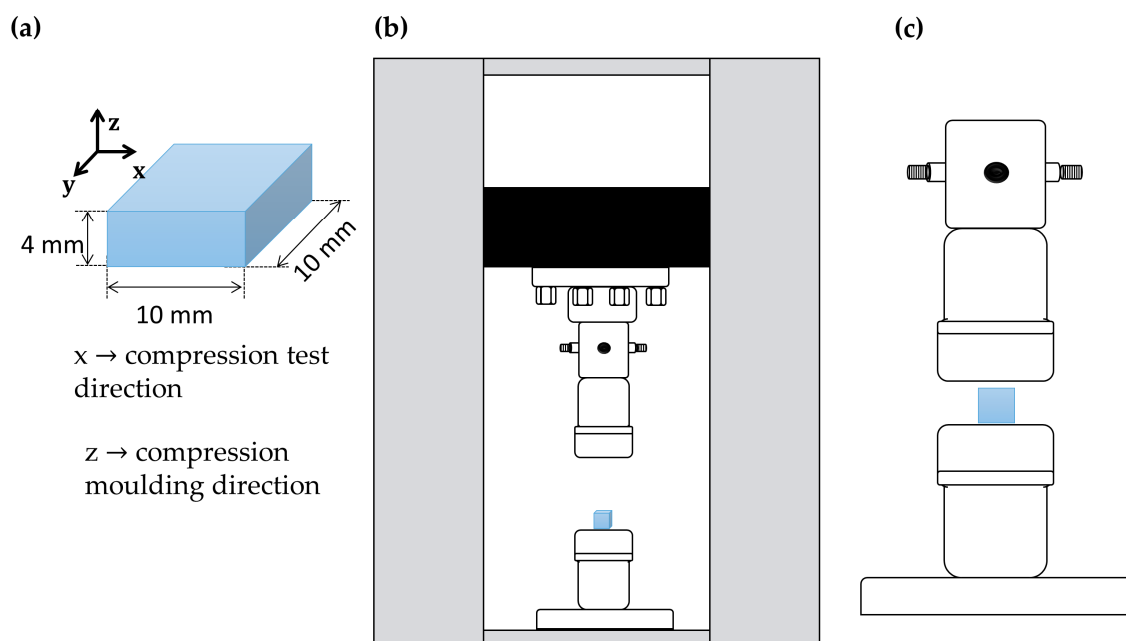 (a)
(b)
(c)
z
x
y
4 mm
10 mm
10 mm
x → compression test
direction
z → compression
moulding direction